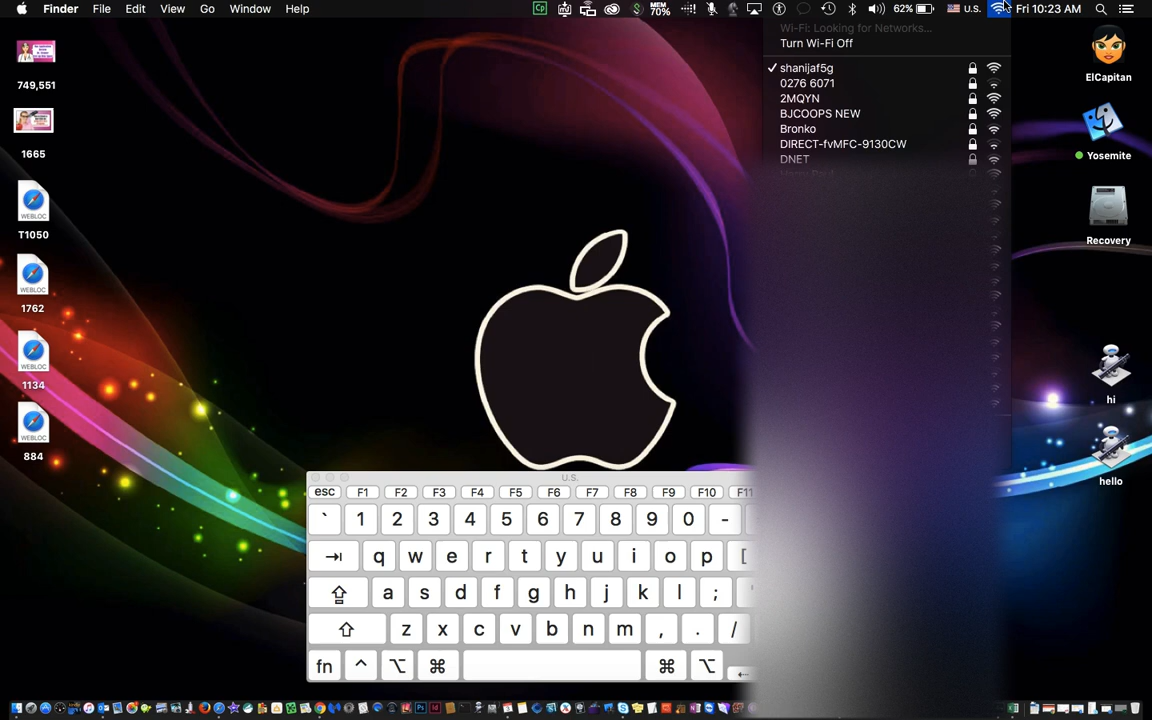 Finder File Edit View Window Go Help
MEM 70% 62% U.S. Fri 10:23 AM
Wi-Fi: Looking for Networks...
Turn Wi-Fi Off
✓ shanijaf5g
0276 6071
2MQYN
BJCOOPS NEW
Bronko
DIRECT-fvMFC-9130CW
DNET
749,551
1665
WEBLOC
T1050
WEBLOC
1762
WEBLOC
1134
WEBLOC
884
ElCapitan
Yosemite
Recovery
hi
hello
U.S.
esc F1 F2 F3 F4 F5 F6 F7 F8 F9 F10 F11
` 1 2 3 4 5 6 7 8 9 0 -
q w e r t y u i o p [
a s d f g h j k l ; '
z x c v b n m , . /
fn ^ ⌥ ⌘ ⌘ ⌥